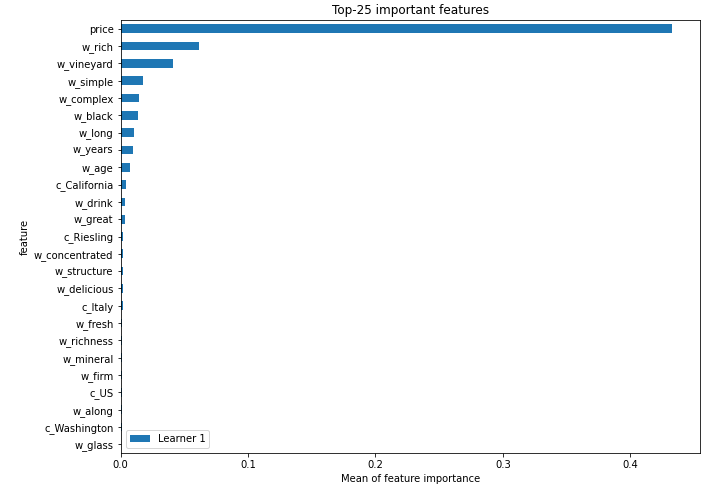 Top-25 important features
price
w_rich
w_vineyard
w_simple
w_complex
w_black
w_long
w_years
w_age
c_California
w_drink
w_great
c_Riesling
w_concentrated
w_structure
w_delicious
c_Italy
w_fresh
w_richness
w_mineral
w_firm
c_US
w_along
c_Washington
w_glass
feature
Learner 1
0.0 0.1 0.2 0.3 0.4
Mean of feature importance